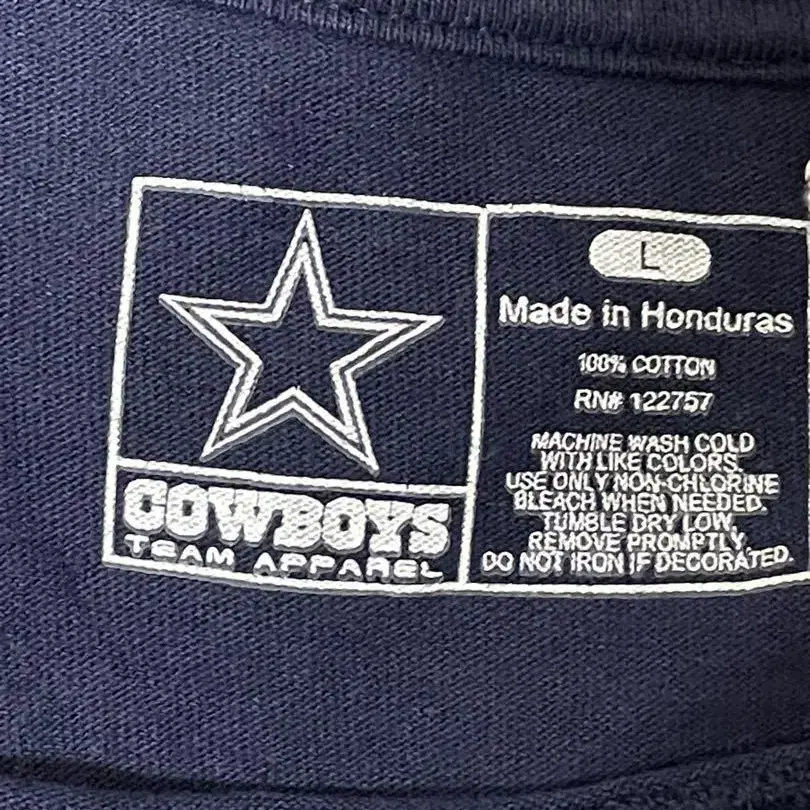 COWBOYS
TEAM APPAREL
L
Made in Honduras
100% COTTON
RN# 122757
MACHINE WASH COLD
WITH LIKE COLORS.
USE ONLY NON-CHLORINE
BLEACH WHEN NEEDED.
TUMBLE DRY LOW.
REMOVE PROMPTLY.
DO NOT IRON IF DECORATED.